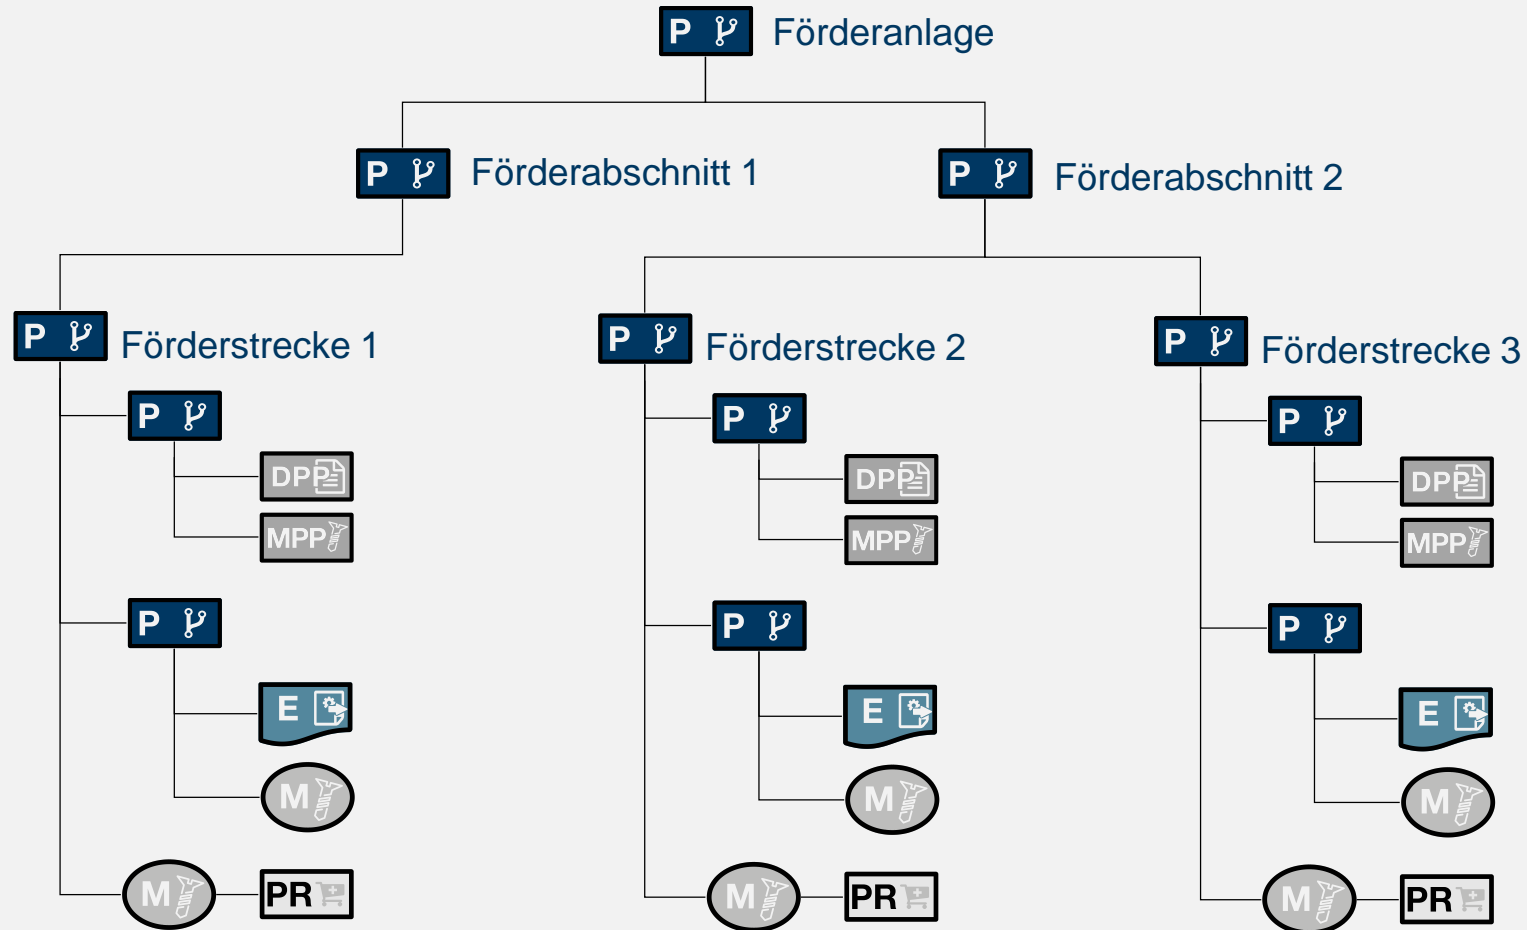 P Förderanlage
P Förderabschnitt 1
P Förderabschnitt 2
P Förderstrecke 1
P Förderstrecke 2
P Förderstrecke 3
P
P
P
DPP
DPP
DPP
MPP
MPP
MPP
P
P
P
E
E
E
M
M
M
M
PR
M
PR
M
PR